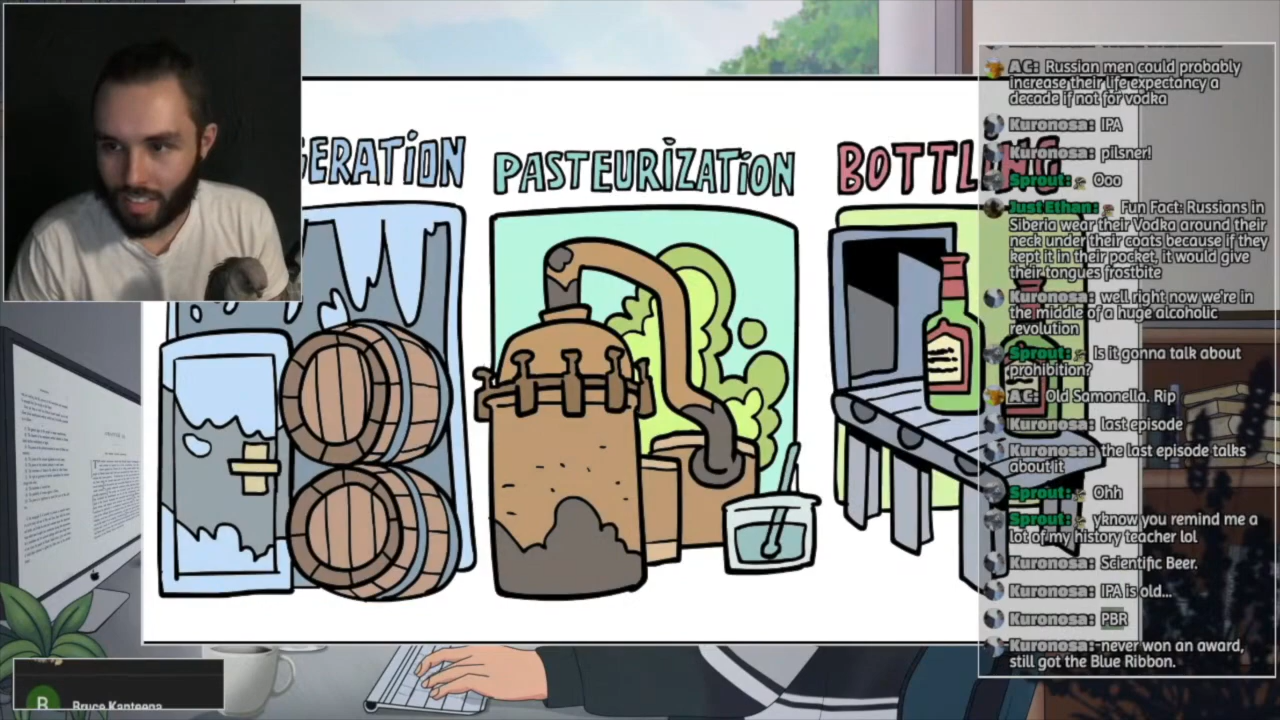 GERATION
PASTEURIZATION
BOTTLING
AC: Russian men could probably
increase their life expectancy a
decade if not for vodka
Kuronosa: IPA
Kuronosa: pilsner!
Sprout: Ooo
JustEthan: Fun Fact: Russians in
Siberia wear their Vodka around their
neck under their coats because if they
kept it in their pocket, it would give
their tongues frostbite
Kuronosa: well right now we're in
the middle of a huge alcoholic
revolution
Sprout: Is it gonna talk about
prohibition?
AC: Old Samonella. Rip
Kuronosa: last episode
Kuronosa: the last episode talks
about it
Sprout: Ohh
Sprout: yknow you remind me a
lot of my history teacher lol
Kuronosa: Scientific Beer.
Kuronosa: IPA is old...
Kuronosa: PBR
Kuronosa: never won an award,
still got the Blue Ribbon.
B
Bruce Kanteena